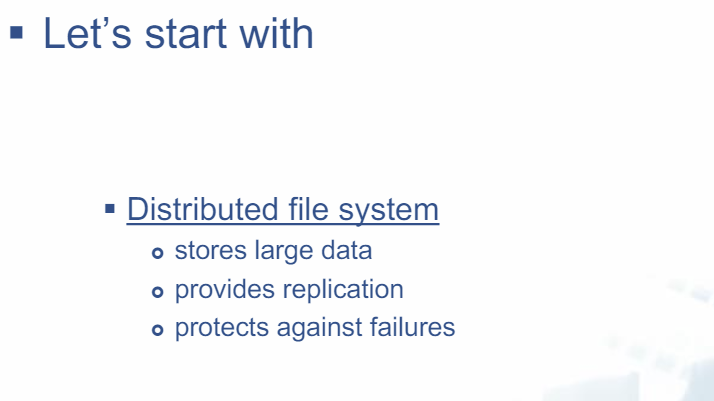 ▪ Let’s start with
▪ Distributed file system
o stores large data
o provides replication
o protects against failures